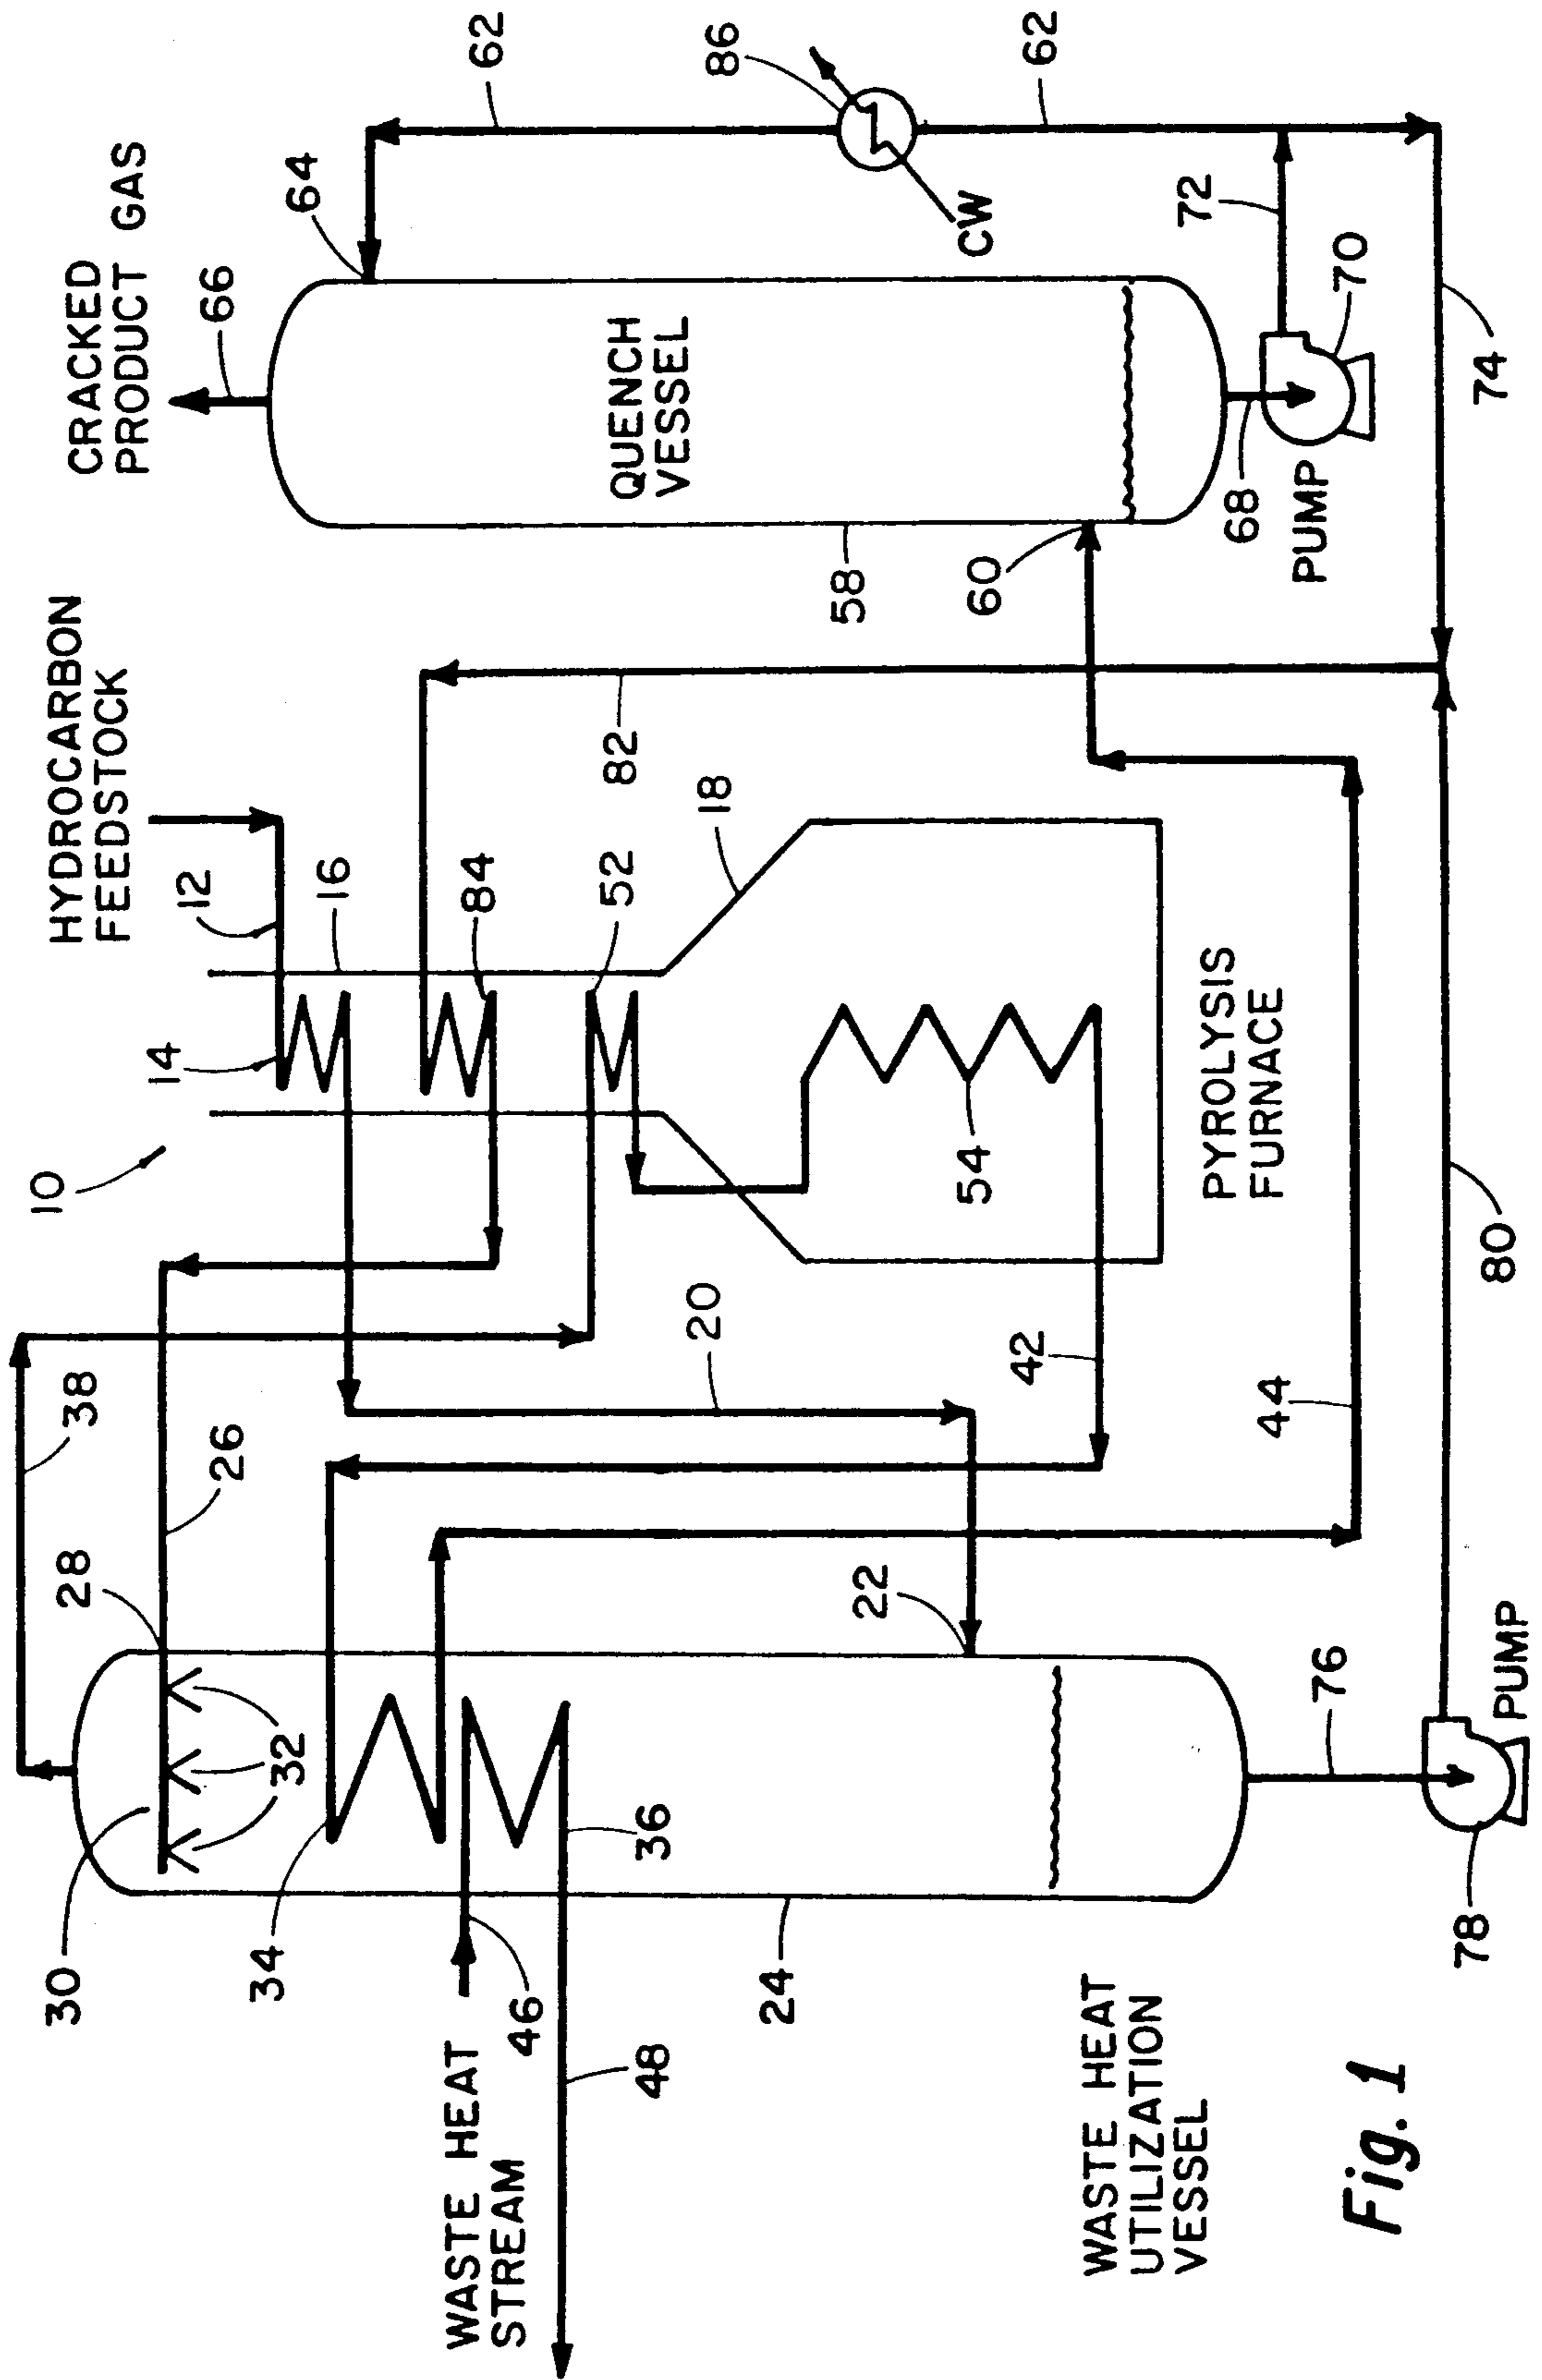 10
HYDROCARBON
FEEDSTOCK
CRACKED
PRODUCT GAS
38
12
66
62
28
26
14
16
64
86
30
32
84
52
18
82
QUENCH
VESSEL
CW
62
34
20
58
72
WASTE HEAT
STREAM
46
36
22
54
60
68
70
48
24
42
PUMP
WASTE HEAT
UTILIZATION
VESSEL
76
44
PYROLYSIS
FURNACE
74
78
PUMP
80
Fig. 1